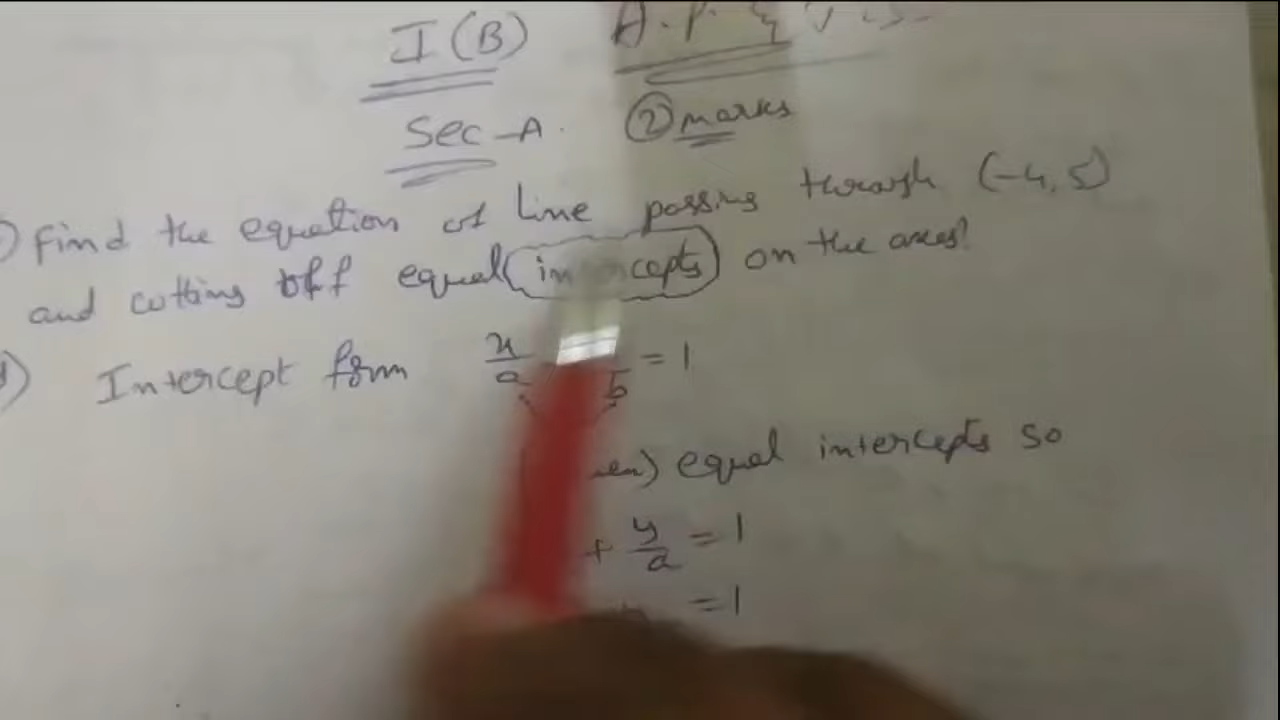 I(B) A.P. &
Sec-A. ② marks
) find the equation of line passing through (-4, 5)
and cutting off equal intercepts on the axes?
) Intercept form x/a b = 1
equal intercepts so
+ y/a = 1
= 1